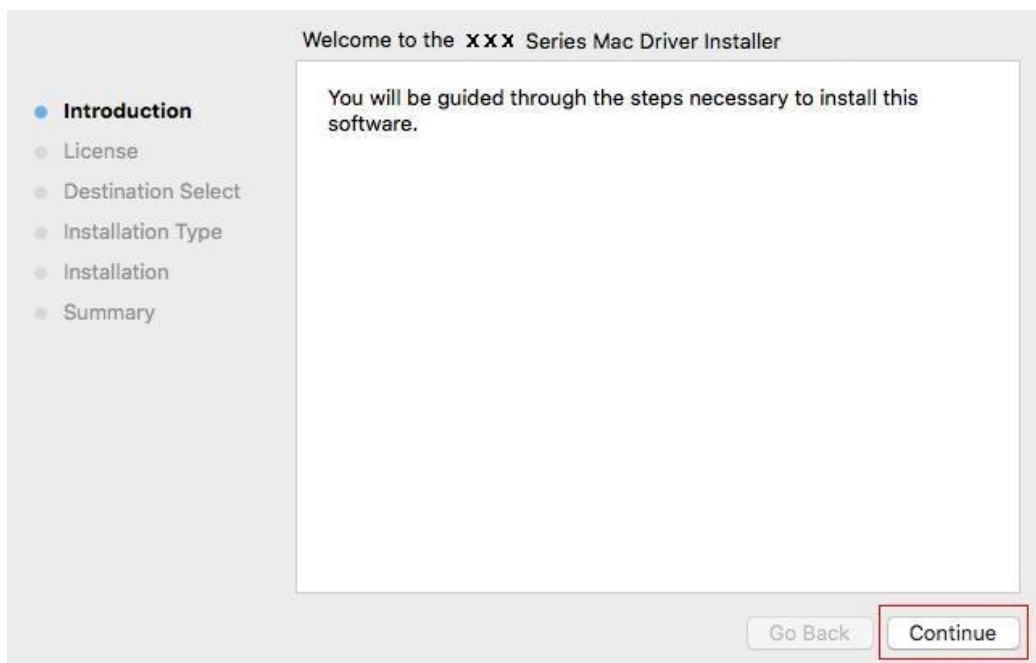 Welcome to the XXX Series Mac Driver Installer
Introduction
License
Destination Select
Installation Type
Installation
Summary
You will be guided through the steps necessary to install this
software.
Go Back
Continue